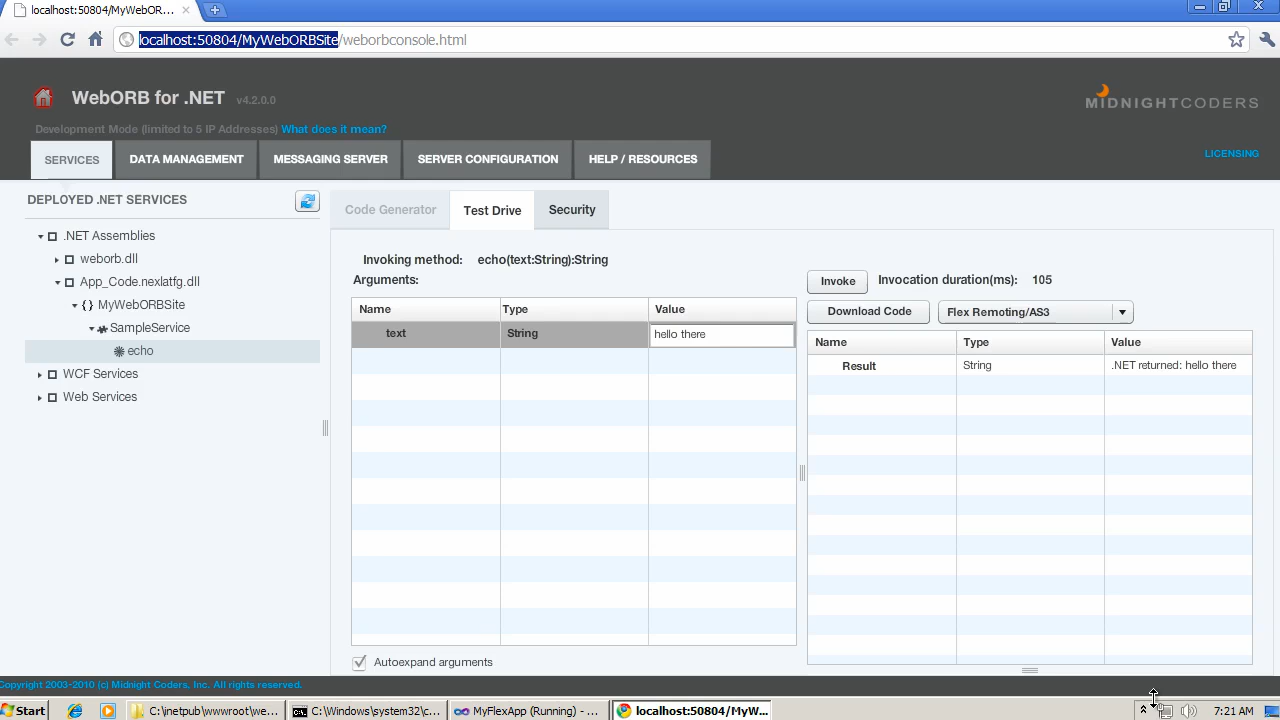 localhost:50804/MyWebOR...
localhost:50804/MyWebORBSite/weborbconsole.html
WebORB for .NET v4.2.0.0
MIDNIGHTCODERS
Development Mode (limited to 5 IP Addresses) What does it mean?
SERVICES DATA MANAGEMENT MESSAGING SERVER SERVER CONFIGURATION HELP / RESOURCES
LICENSING
DEPLOYED .NET SERVICES
.NET Assemblies
weborb.dll
App_Code.nexlatfg.dll
MyWebORBSite
SampleService
echo
WCF Services
Web Services
Code Generator Test Drive Security
Invoking method: echo(text:String):String
Arguments:
Name Type Value
text String hello there
Autoexpand arguments
Invoke Invocation duration(ms): 105
Download Code Flex Remoting/AS3
Name Type Value
Result String .NET returned: hello there
Copyright 2003-2010 (c) Midnight Coders, Inc. All rights reserved.
Start C:\inetpub\wwwroot\we... C:\Windows\system32\c... MyFlexApp (Running) - ... localhost:50804/MyW... 7:21 AM